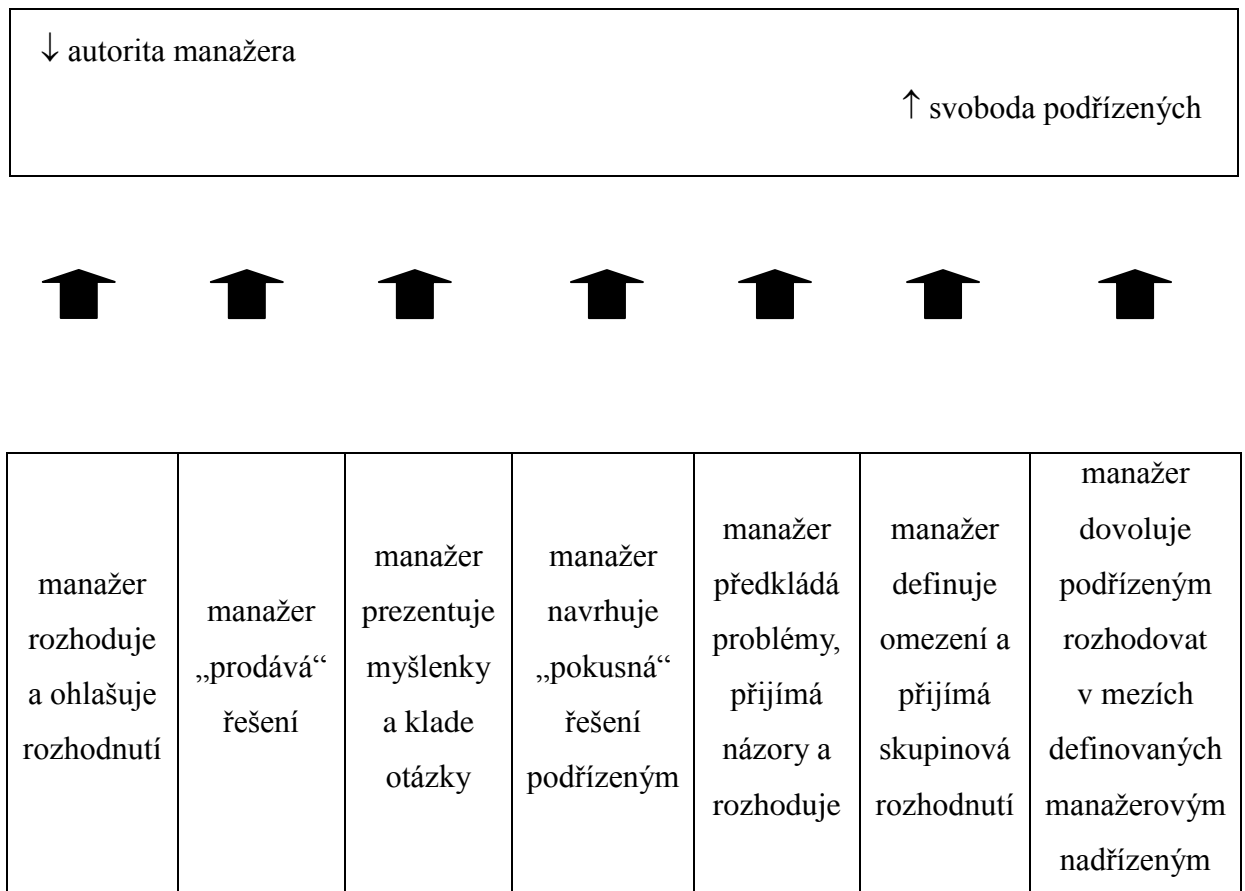 ↓ autorita manažera
↑ svoboda podřízených
manažer
rozhoduje
a ohlašuje
rozhodnutí
manažer
„prodává“
řešení
manažer
prezentuje
myšlenky
a klade
otázky
manažer
navrhuje
„pokusná“
řešení
podřízeným
manažer
předkládá
problémy,
přijímá
názory a
rozhoduje
manažer
definuje
omezení a
přijímá
skupinová
rozhodnutí
manažer
dovoluje
podřízeným
rozhodovat
v mezích
definovaných
manažerovým
nadřízeným